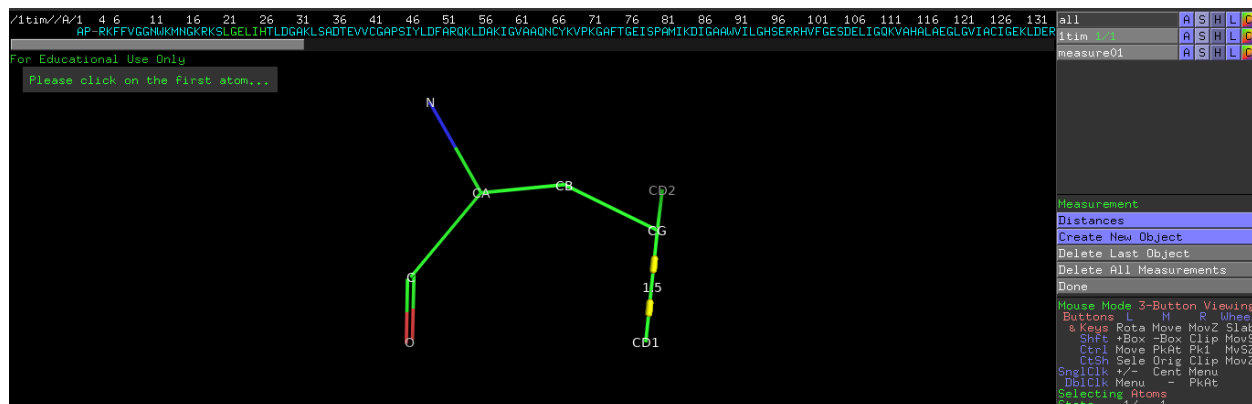 /1tim//A/1 4 6 11 16 21 26 31 36 41 46 51 56 61 66 71 76 81 86 91 96 101 106 111 116 121 126 131
AP-RKFFVGGNWKMNGKRKSLGELIHTLDGAKLSADTEVVCGAPSIYLDFARQKLDAKIGVAAQNCYKVPKGAFTGEISPAMIKDIGAAWVILGHSERRHVFGESDELIGQKVAHALAEGLGVIACIGEKLDER
For Educational Use Only
Please click on the first atom...
N
CA
CB
CD2
CG
C
1.5
O
CD1
all A S H L C
1tim 1/1 A S H L C
measure01 A S H L C
Measurement
Distances
Create New Object
Delete Last Object
Delete All Measurements
Done
Mouse Mode 3-Button Viewing
Buttons L M R Whee
& Keys Rota Move MovZ Slab
Shft +Box -Box Clip MovS
Ctrl Move PkAt Pk1 MvSZ
CtSh Sele Orig Clip MovZ
SnglClk +/- Cent Menu
DblClk Menu - PkAt
Selecting Atoms